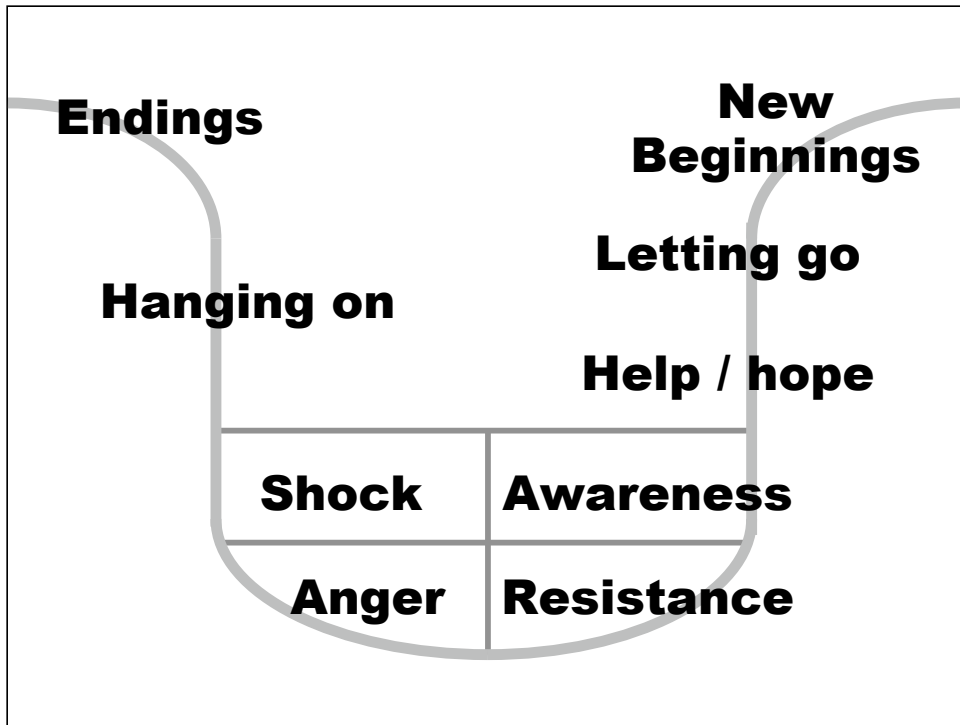 Endings
New
Beginnings
Letting go
Hanging on
Help / hope
Shock
Awareness
Anger
Resistance